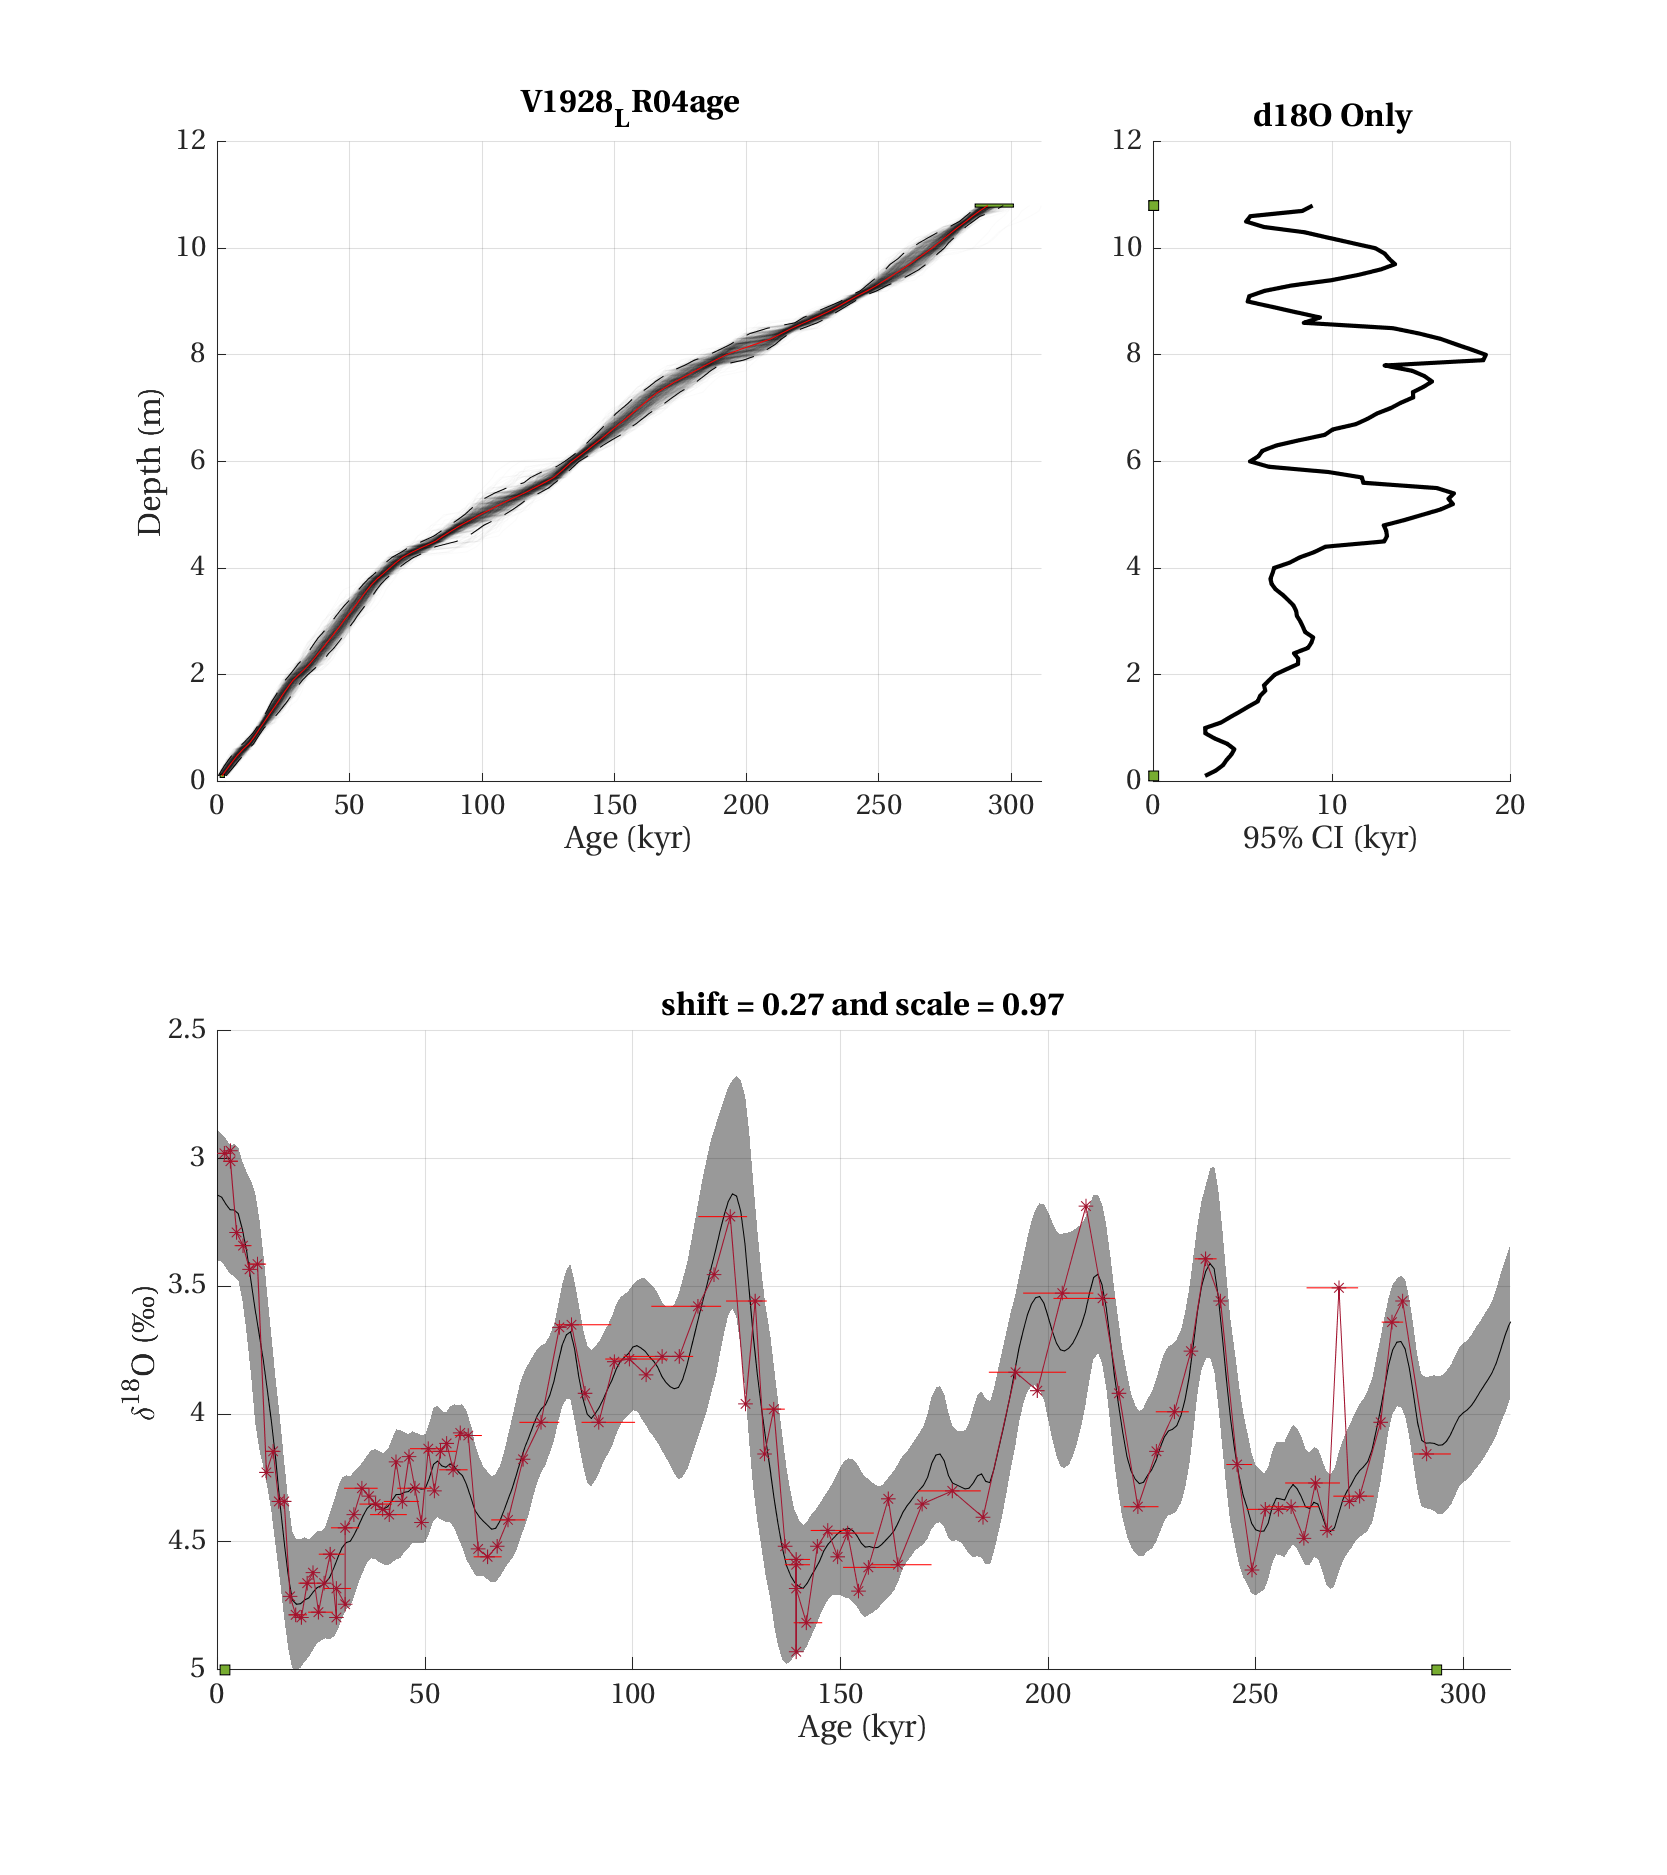 V1928LR04age
12
10
8
6
4
2
0
0 50 100 150 200 250 300
Age (kyr)
Depth (m)
d18O Only
12
10
8
6
4
2
0
0 10 20
95% CI (kyr)
shift = 0.27 and scale = 0.97
2.5
3
3.5
4
4.5
5
0 50 100 150 200 250 300
Age (kyr)
δ18O (‰)